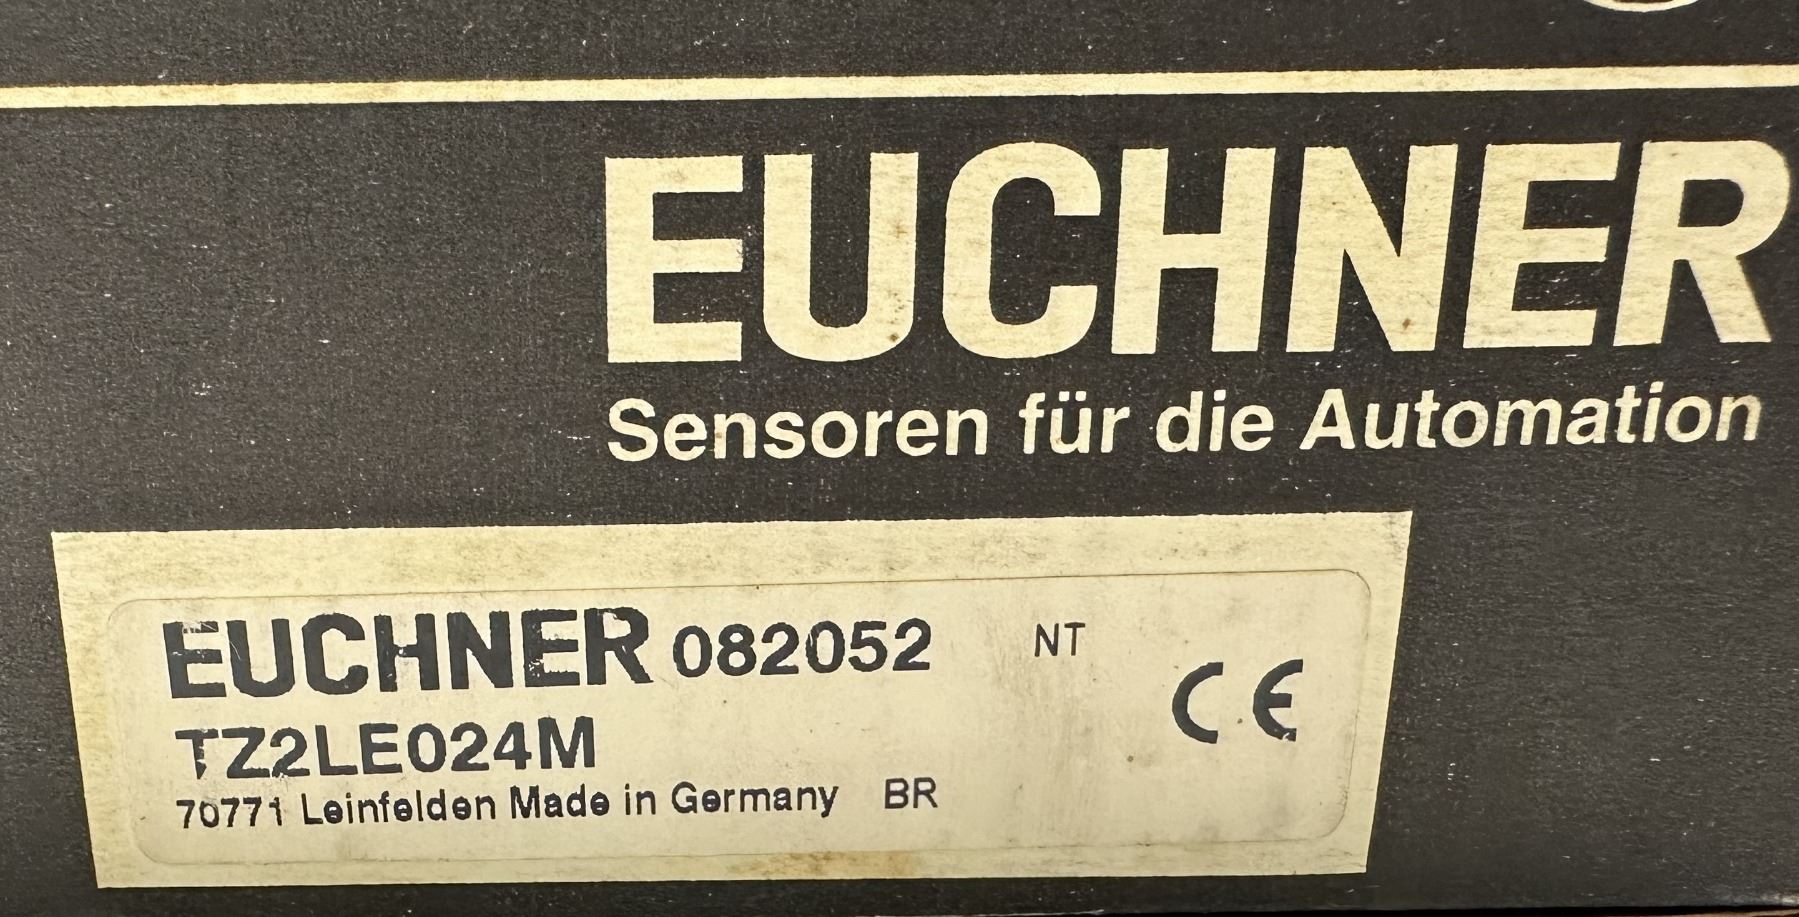 EUCHNER
Sensoren für die Automation
EUCHNER 082052 NT
CE
TZ2LE024M
70771 Leinfelden Made in Germany BR